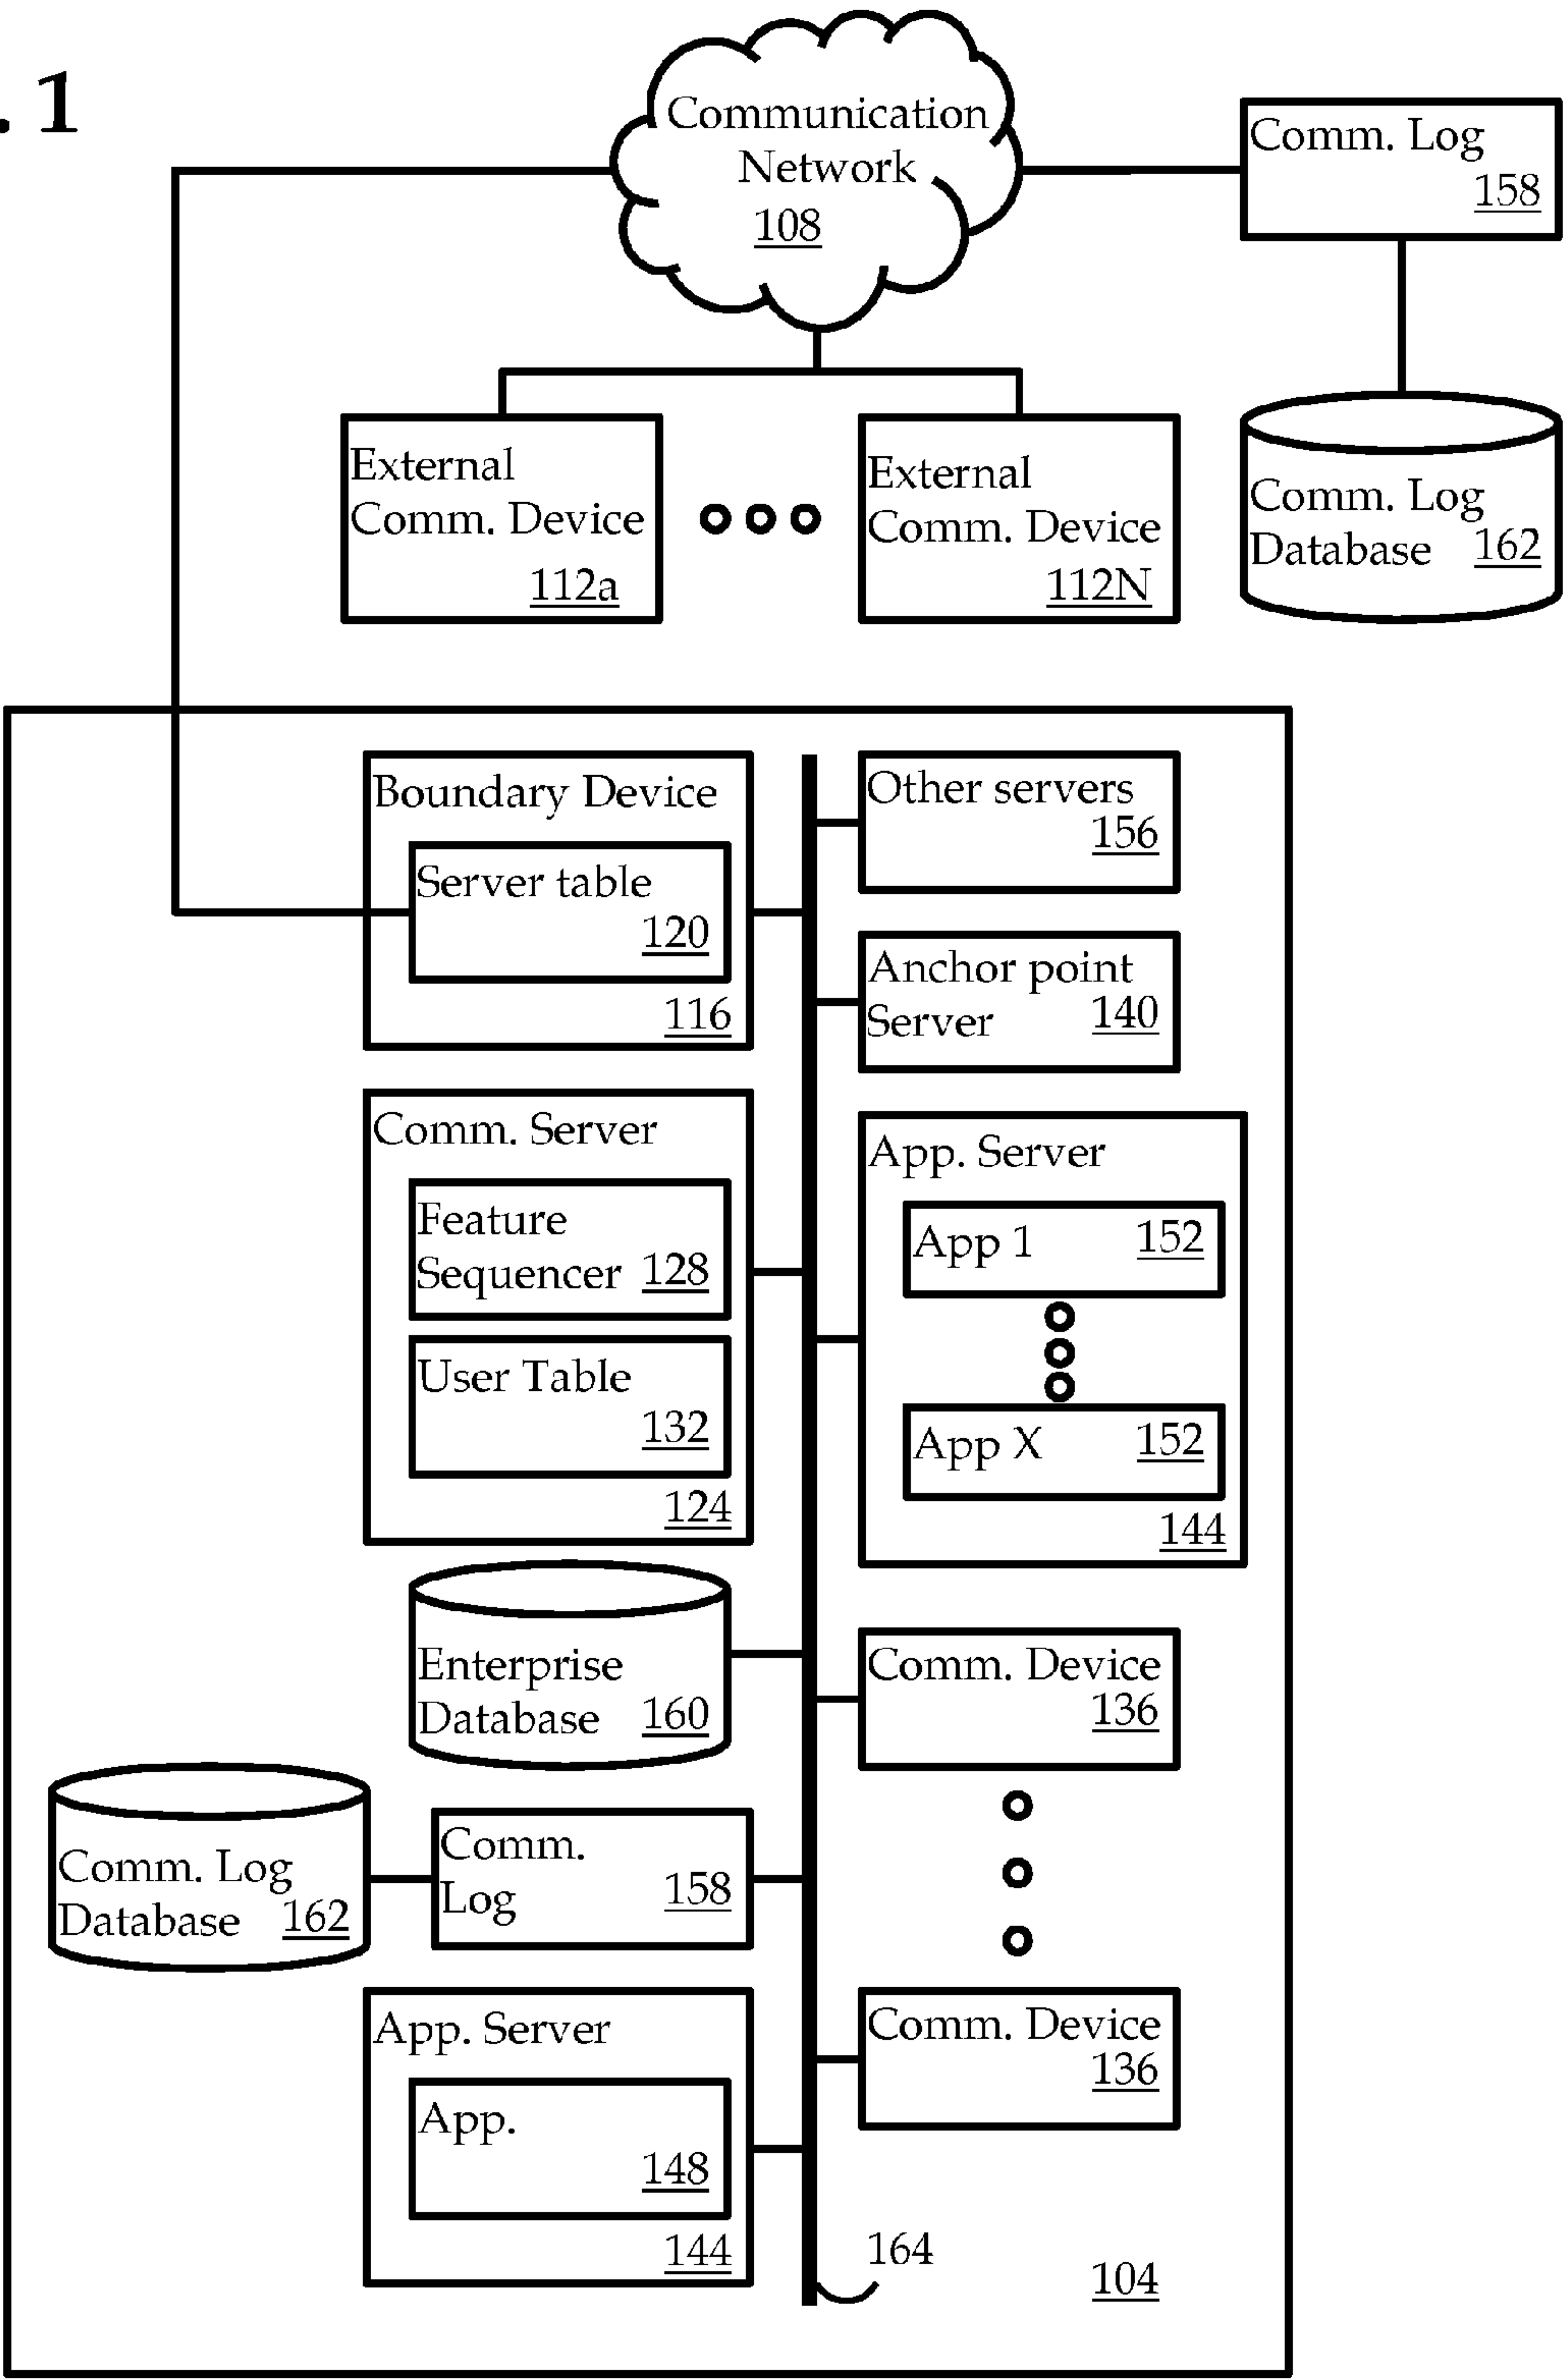 . 1
Communication
Network
108
Comm. Log
158
External
Comm. Device
112a
External
Comm. Device
112N
Comm. Log
Database 162
Boundary Device
Server table
120
116
Other servers
156
Anchor point
Server 140
Comm. Server
Feature
Sequencer 128
User Table
132
124
App. Server
App 1 152
App X 152
144
Enterprise
Database 160
Comm. Device
136
Comm. Log
Database 162
Comm.
Log 158
App. Server
App.
148
144
Comm. Device
136
164
104